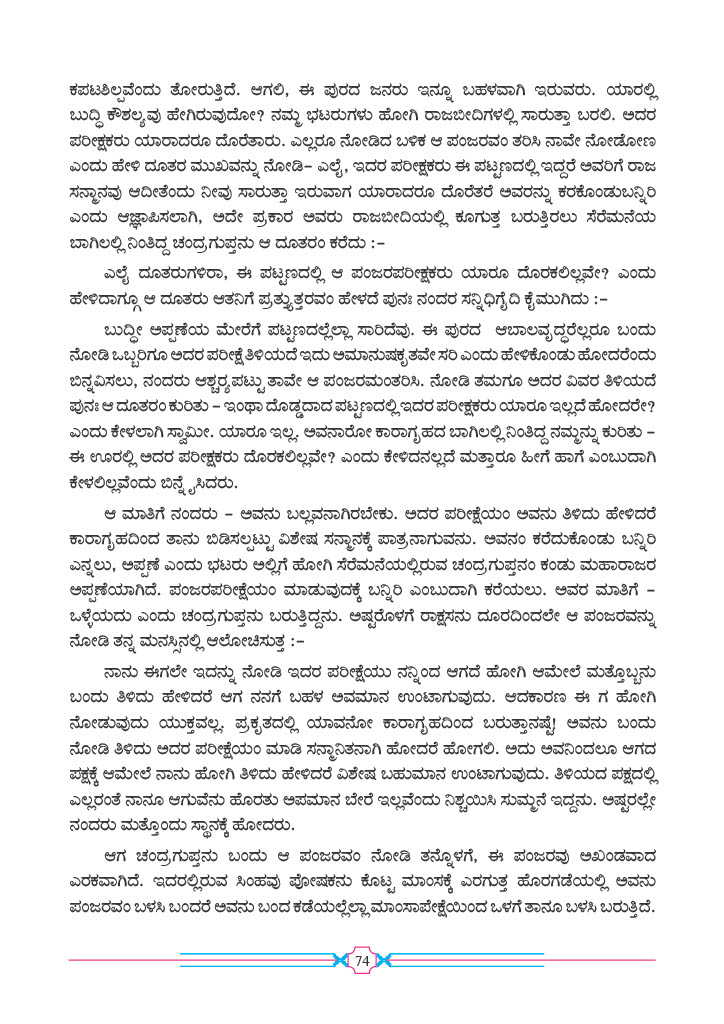 ಕಪಟಶಿಲ್ಪವೆಂದು ತೋರುತ್ತಿದೆ. ಆಗಲಿ, ಈ ಪುರದ ಜನರು ಇನ್ನೂ ಬಹಳವಾಗಿ ಇರುವರು. ಯಾರಲ್ಲಿ
ಬುದ್ಧಿ ಕೌಶಲ್ಯವು ಹೇಗಿರುವುದೋ? ನಮ್ಮ ಭಟರುಗಳು ಹೋಗಿ ರಾಜಬೀದಿಗಳಲ್ಲಿ ಸಾರುತ್ತಾ ಬರಲಿ. ಅದರ
ಪರೀಕ್ಷಕರು ಯಾರಾದರೂ ದೊರೆತಾರು. ಎಲ್ಲರೂ ನೋಡಿದ ಬಳಿಕ ಆ ಪಂಜರವಂ ತರಿಸಿ ನಾವೇ ನೋಡೋಣ
ಎಂದು ಹೇಳಿ ದೂತರ ಮುಖವನ್ನು ನೋಡಿ– ಎಲೈ, ಇದರ ಪರೀಕ್ಷಕರು ಈ ಪಟ್ಟಣದಲ್ಲಿ ಇದ್ದರೆ ಅವರಿಗೆ ರಾಜ
ಸನ್ಮಾನವು ಆದೀತೆಂದು ನೀವು ಸಾರುತ್ತಾ ಇರುವಾಗ ಯಾರಾದರೂ ದೊರೆತರೆ ಅವರನ್ನು ಕರಕೊಂಡುಬನ್ನಿರಿ
ಎಂದು ಆಜ್ಞಾಪಿಸಲಾಗಿ, ಅದೇ ಪ್ರಕಾರ ಅವರು ರಾಜಬೀದಿಯಲ್ಲಿ ಕೂಗುತ್ತ ಬರುತ್ತಿರಲು ಸೆರೆಮನೆಯ
ಬಾಗಿಲಲ್ಲಿ ನಿಂತಿದ್ದ ಚಂದ್ರಗುಪ್ತನು ಆ ದೂತರಂ ಕರೆದು :–
ಎಲೈ ದೂತರುಗಳಿರಾ, ಈ ಪಟ್ಟಣದಲ್ಲಿ ಆ ಪಂಜರಪರೀಕ್ಷಕರು ಯಾರೂ ದೊರಕಲಿಲ್ಲವೇ? ಎಂದು
ಹೇಳಿದಾಗ್ಗೂ ಆ ದೂತರು ಆತನಿಗೆ ಪ್ರತ್ಯುತ್ತರವಂ ಹೇಳದೆ ಪುನಃ ನಂದರ ಸನ್ನಿಧಿಗೈದಿ ಕೈಮುಗಿದು :–
ಬುದ್ಧೀ ಅಪ್ಪಣೆಯ ಮೇರೆಗೆ ಪಟ್ಟಣದಲ್ಲೆಲ್ಲಾ ಸಾರಿದೆವು. ಈ ಪುರದ ಆಬಾಲವೃದ್ಧರೆಲ್ಲರೂ ಬಂದು
ನೋಡಿ ಒಬ್ಬರಿಗೂ ಅದರ ಪರೀಕ್ಷೆ ತಿಳಿಯದೆ ಇದು ಅಮಾನುಷಕೃತವೇ ಸರಿ ಎಂದು ಹೇಳಿಕೊಂಡು ಹೋದರೆಂದು
ಬಿನ್ನವಿಸಲು, ನಂದರು ಆಶ್ಚರ್‍ಯಪಟ್ಟು ತಾವೇ ಆ ಪಂಜರಮಂತರಿಸಿ. ನೋಡಿ ತಮಗೂ ಅದರ ವಿವರ ತಿಳಿಯದೆ
ಪುನಃ ಆ ದೂತರಂ ಕುರಿತು – ಇಂಥಾ ದೊಡ್ಡದಾದ ಪಟ್ಟಣದಲ್ಲಿ ಇದರ ಪರೀಕ್ಷಕರು ಯಾರೂ ಇಲ್ಲದೆ ಹೋದರೇ?
ಎಂದು ಕೇಳಲಾಗಿ ಸ್ವಾಮೀ. ಯಾರೂ ಇಲ್ಲ. ಅವನಾರೋ ಕಾರಾಗೃಹದ ಬಾಗಿಲಲ್ಲಿ ನಿಂತಿದ್ದ ನಮ್ಮನ್ನು ಕುರಿತು –
ಈ ಊರಲ್ಲಿ ಅದರ ಪರೀಕ್ಷಕರು ದೊರಕಲಿಲ್ಲವೇ? ಎಂದು ಕೇಳಿದನಲ್ಲದೆ ಮತ್ತಾರೂ ಹೀಗೆ ಹಾಗೆ ಎಂಬುದಾಗಿ
ಕೇಳಲಿಲ್ಲವೆಂದು ಬಿನ್ನೈಸಿದರು.
ಆ ಮಾತಿಗೆ ನಂದರು – ಅವನು ಬಲ್ಲವನಾಗಿರಬೇಕು. ಅದರ ಪರೀಕ್ಷೆಯಂ ಅವನು ತಿಳಿದು ಹೇಳಿದರೆ
ಕಾರಾಗೃಹದಿಂದ ತಾನು ಬಿಡಿಸಲ್ಪಟ್ಟು ವಿಶೇಷ ಸನ್ಮಾನಕ್ಕೆ ಪಾತ್ರನಾಗುವನು. ಅವನಂ ಕರೆದುಕೊಂಡು ಬನ್ನಿರಿ
ಎನ್ನಲು, ಅಪ್ಪಣೆ ಎಂದು ಭಟರು ಅಲ್ಲಿಗೆ ಹೋಗಿ ಸೆರೆಮನೆಯಲ್ಲಿರುವ ಚಂದ್ರಗುಪ್ತನಂ ಕಂಡು ಮಹಾರಾಜರ
ಅಪ್ಪಣೆಯಾಗಿದೆ. ಪಂಜರಪರೀಕ್ಷೆಯಂ ಮಾಡುವುದಕ್ಕೆ ಬನ್ನಿರಿ ಎಂಬುದಾಗಿ ಕರೆಯಲು. ಅವರ ಮಾತಿಗೆ –
ಒಳ್ಳೆಯದು ಎಂದು ಚಂದ್ರಗುಪ್ತನು ಬರುತ್ತಿದ್ದನು. ಅಷ್ಟರೊಳಗೆ ರಾಕ್ಷಸನು ದೂರದಿಂದಲೇ ಆ ಪಂಜರವನ್ನು
ನೋಡಿ ತನ್ನ ಮನಸ್ಸಿನಲ್ಲಿ ಆಲೋಚಿಸುತ್ತ :–
ನಾನು ಈಗಲೇ ಇದನ್ನು ನೋಡಿ ಇದರ ಪರೀಕ್ಷೆಯು ನನ್ನಿಂದ ಆಗದೆ ಹೋಗಿ ಆಮೇಲೆ ಮತ್ತೊಬ್ಬನು
ಬಂದು ತಿಳಿದು ಹೇಳಿದರೆ ಆಗ ನನಗೆ ಬಹಳ ಅವಮಾನ ಉಂಟಾಗುವುದು. ಆದಕಾರಣ ಈ ಗ ಹೋಗಿ
ನೋಡುವುದು ಯುಕ್ತವಲ್ಲ. ಪ್ರಕೃತದಲ್ಲಿ ಯಾವನೋ ಕಾರಾಗೃಹದಿಂದ ಬರುತ್ತಾನಷ್ಟೆ! ಅವನು ಬಂದು
ನೋಡಿ ತಿಳಿದು ಅದರ ಪರೀಕ್ಷೆಯಂ ಮಾಡಿ ಸನ್ಮಾನಿತನಾಗಿ ಹೋದರೆ ಹೋಗಲಿ. ಅದು ಅವನಿಂದಲೂ ಆಗದ
ಪಕ್ಷಕ್ಕೆ ಆಮೇಲೆ ನಾನು ಹೋಗಿ ತಿಳಿದು ಹೇಳಿದರೆ ವಿಶೇಷ ಬಹುಮಾನ ಉಂಟಾಗುವುದು. ತಿಳಿಯದ ಪಕ್ಷದಲ್ಲಿ
ಎಲ್ಲರಂತೆ ನಾನೂ ಆಗುವೆನು ಹೊರತು ಅಪಮಾನ ಬೇರೆ ಇಲ್ಲವೆಂದು ನಿಶ್ಚಯಿಸಿ ಸುಮ್ಮನೆ ಇದ್ದನು. ಅಷ್ಟರಲ್ಲೇ
ನಂದರು ಮತ್ತೊಂದು ಸ್ಥಾನಕ್ಕೆ ಹೋದರು.
ಆಗ ಚಂದ್ರಗುಪ್ತನು ಬಂದು ಆ ಪಂಜರವಂ ನೋಡಿ ತನ್ನೊಳಗೆ, ಈ ಪಂಜರವು ಅಖಂಡವಾದ
ಎರಕವಾಗಿದೆ. ಇದರಲ್ಲಿರುವ ಸಿಂಹವು ಪೋಷಕನು ಕೊಟ್ಟ ಮಾಂಸಕ್ಕೆ ಎರಗುತ್ತ ಹೊರಗಡೆಯಲ್ಲಿ ಅವನು
ಪಂಜರವಂ ಬಳಸಿ ಬಂದರೆ ಅವನು ಬಂದ ಕಡೆಯಲ್ಲೆಲ್ಲಾ ಮಾಂಸಾಪೇಕ್ಷೆಯಿಂದ ಒಳಗೆ ತಾನೂ ಬಳಸಿ ಬರುತ್ತಿದೆ.
74